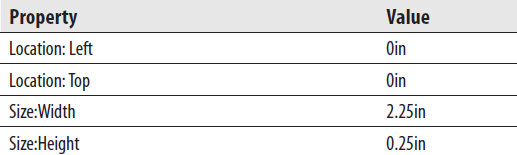 Property Value
Location: Left 0in
Location: Top 0in
Size:Width 2.25in
Size:Height 0.25in